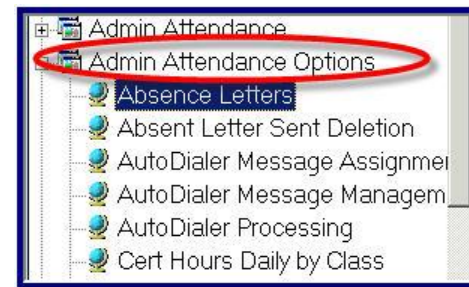 Admin Attendance
Admin Attendance Options
Absence Letters
Absent Letter Sent Deletion
AutoDialer Message Assignmer
AutoDialer Message Managem
AutoDialer Processing
Cert Hours Daily by Class